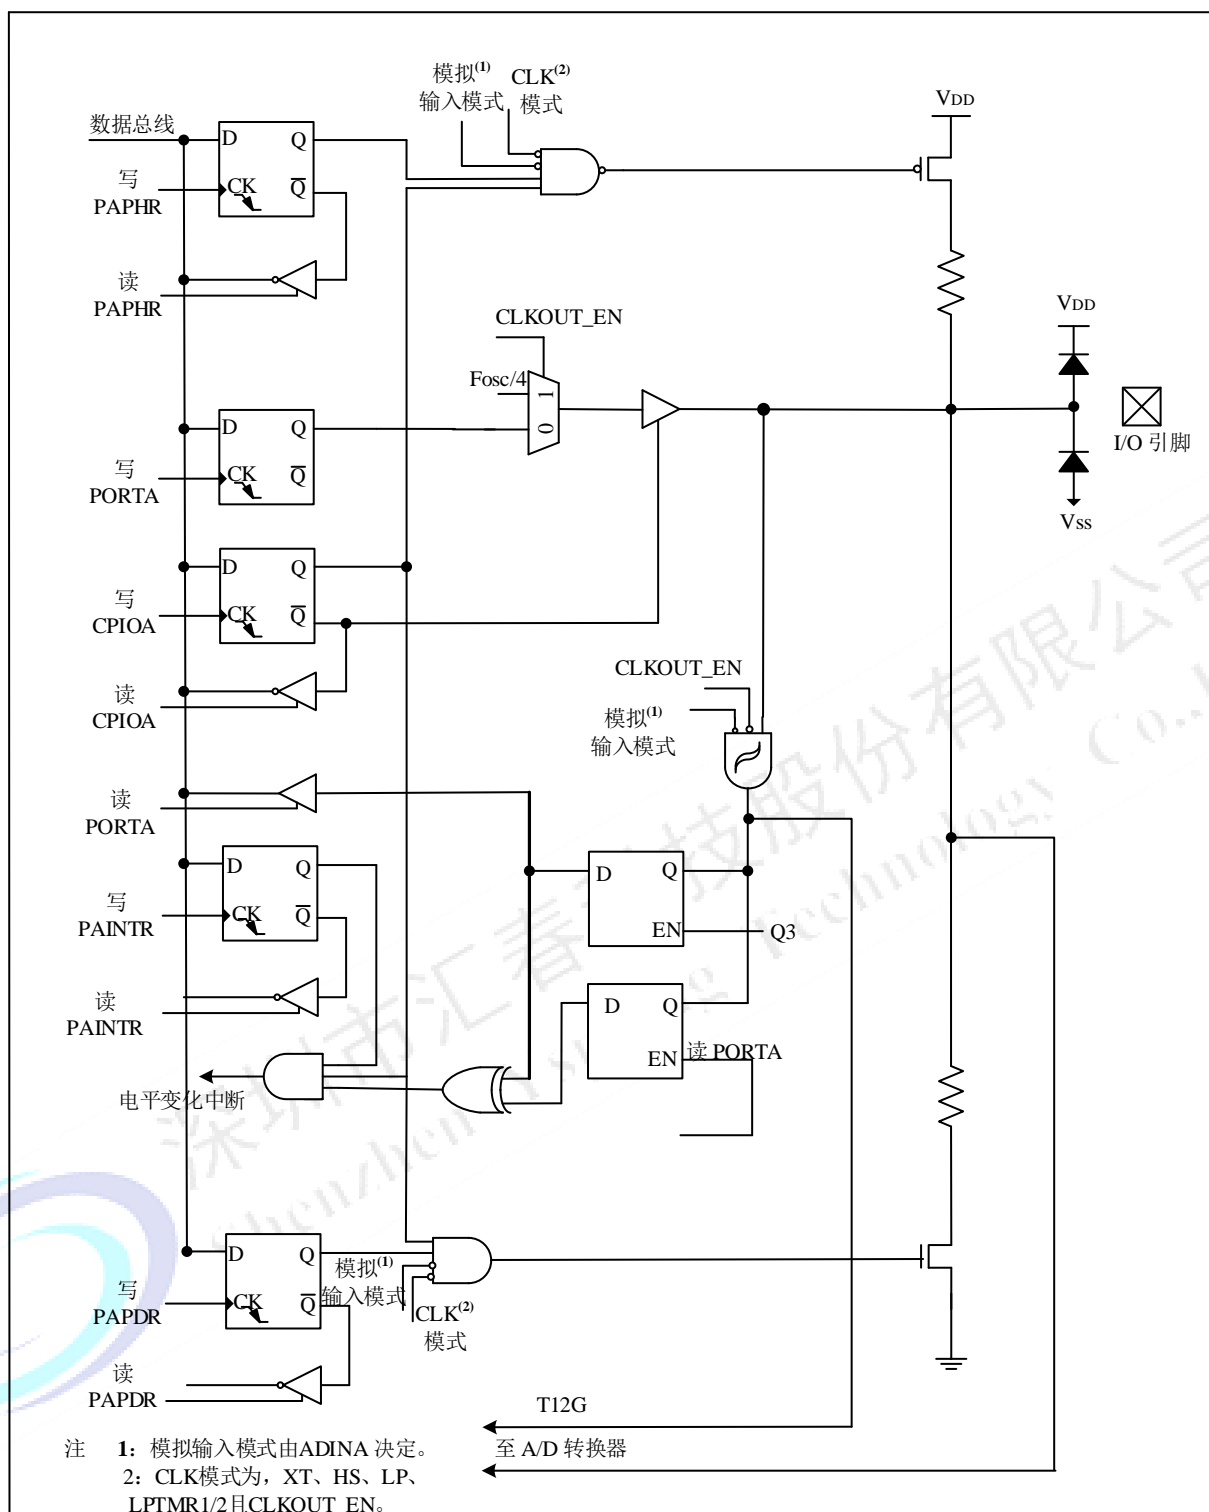 模拟(1)
输入模式
CLK(2)
模式
VDD
数据总线
D Q
CK Q
写
PAPHR
读
PAPHR
CLKOUT_EN
Fosc/4
1
0
VDD
I/O 引脚
Vss
D Q
CK Q
写
PORTA
D Q
CK Q
写
CPIOA
读
CPIOA
CLKOUT_EN
模拟(1)
输入模式
读
PORTA
D Q
CK Q
写
PAINTR
D Q
EN
Q3
读
PAINTR
D Q
EN
读 PORTA
电平变化中断
D Q
CK Q
写
PAPDR
模拟(1)
输入模式
CLK(2)
模式
读
PAPDR
T12G
至 A/D 转换器
注 1：模拟输入模式由ADINA 决定。
2：CLK模式为，XT、HS、LP、
LPTMR1/2且CLKOUT_EN。